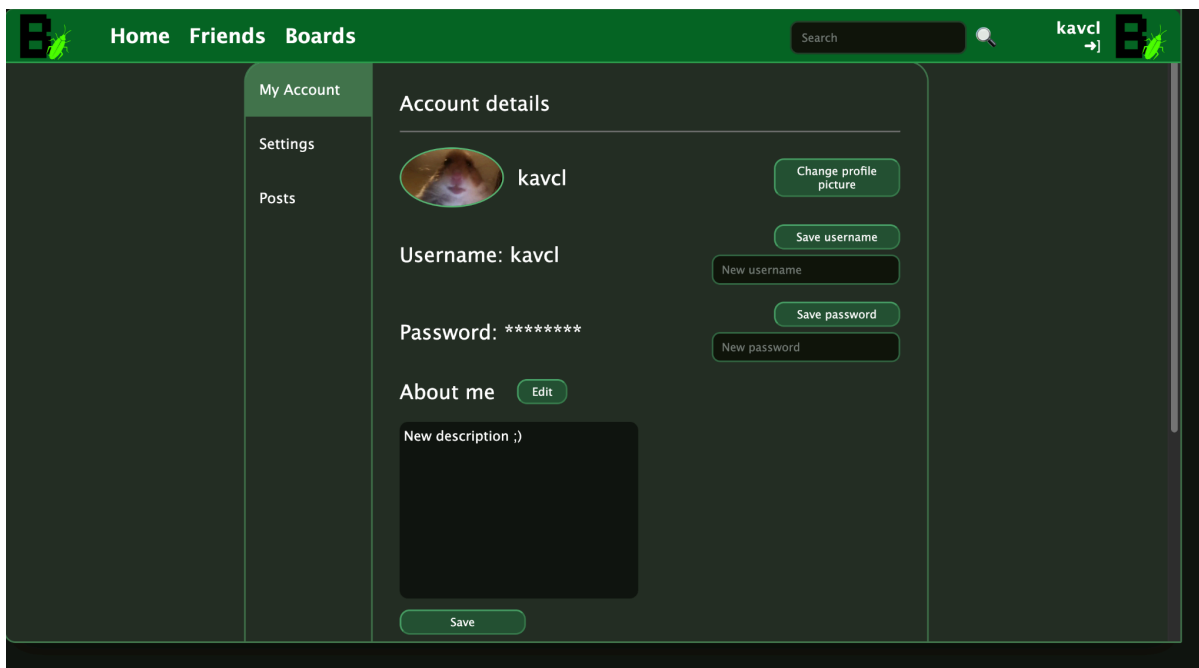 B
Home Friends Boards
Search
kavcl
B
My Account
Settings
Posts
Account details
kavcl
Change profile
picture
Username: kavcl
Save username
New username
Password: ********
Save password
New password
About me
Edit
New description ;)
Save